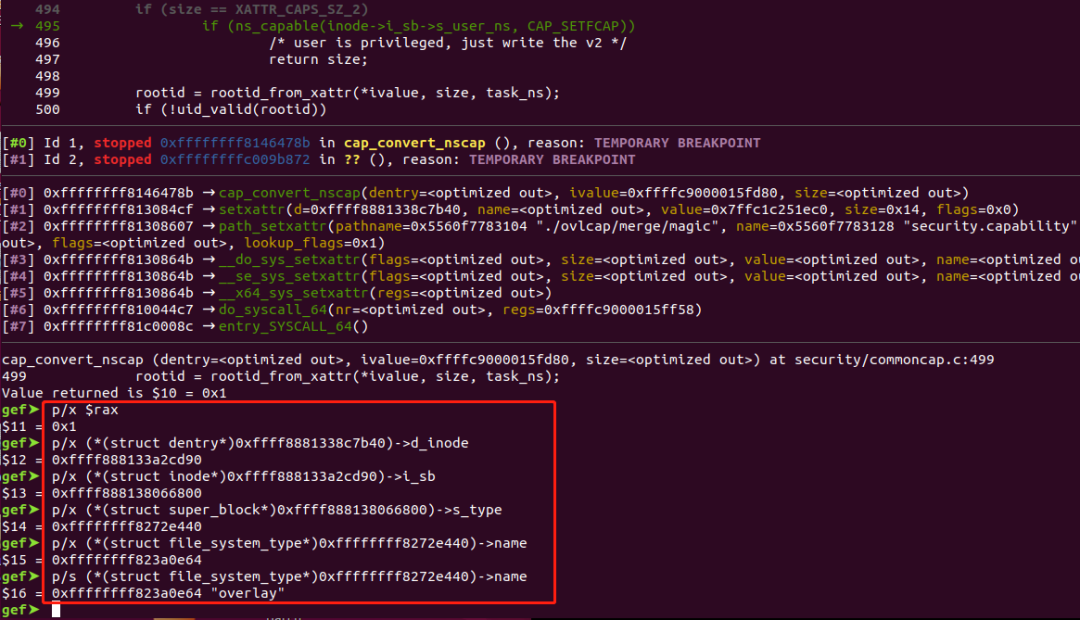 494 if (size == XATTR_CAPS_SZ_2)
→ 495 if (ns_capable(inode->i_sb->s_user_ns, CAP_SETFCAP))
496 /* user is privileged, just write the v2 */
497 return size;
498
499 rootid = rootid_from_xattr(*ivalue, size, task_ns);
500 if (!uid_valid(rootid))
[#0] Id 1, stopped 0xffffffff8146478b in cap_convert_nscap (), reason: TEMPORARY BREAKPOINT
[#1] Id 2, stopped 0xffffffffc009b872 in ?? (), reason: TEMPORARY BREAKPOINT
[#0] 0xffffffff8146478b → cap_convert_nscap(dentry=<optimized out>, ivalue=0xffffc9000015fd80, size=<optimized out>)
[#1] 0xffffffff813084cf → setxattr(d=0xffff8881338c7b40, name=<optimized out>, value=0x7ffc1c251ec0, size=0x14, flags=0x0)
[#2] 0xffffffff81308607 → path_setxattr(pathname=0x5560f7783104 "./ovlcap/merge/magic", name=0x5560f7783128 "security.capability"
out>, flags=<optimized out>, lookup_flags=0x1)
[#3] 0xffffffff8130864b → __do_sys_setxattr(flags=<optimized out>, size=<optimized out>, value=<optimized out>, name=<optimized ou
[#4] 0xffffffff8130864b → __se_sys_setxattr(flags=<optimized out>, size=<optimized out>, value=<optimized out>, name=<optimized o
[#5] 0xffffffff8130864b → __x64_sys_setxattr(regs=<optimized out>)
[#6] 0xffffffff810044c7 → do_syscall_64(nr=<optimized out>, regs=0xffffc9000015ff58)
[#7] 0xffffffff81c0008c → entry_SYSCALL_64()
cap_convert_nscap (dentry=<optimized out>, ivalue=0xffffc9000015fd80, size=<optimized out>) at security/commoncap.c:499
499 rootid = rootid_from_xattr(*ivalue, size, task_ns);
Value returned is $10 = 0x1
gef➤ p/x $rax
$11 = 0x1
gef➤ p/x (*(struct dentry*)0xffff8881338c7b40)->d_inode
$12 = 0xffff888133a2cd90
gef➤ p/x (*(struct inode*)0xffff888133a2cd90)->i_sb
$13 = 0xffff888138066800
gef➤ p/x (*(struct super_block*)0xffff888138066800)->s_type
$14 = 0xffffffff8272e440
gef➤ p/x (*(struct file_system_type*)0xffffffff8272e440)->name
$15 = 0xffffffff823a0e64
gef➤ p/s (*(struct file_system_type*)0xffffffff8272e440)->name
$16 = 0xffffffff823a0e64 "overlay"
gef➤